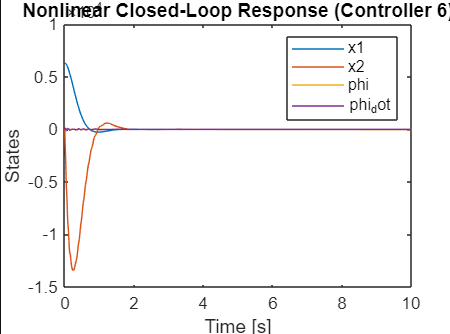 Nonlinear Closed-Loop Response (Controller 6)
1
0.5
0
-0.5
-1
-1.5
0 2 4 6 8 10
States
Time [s]
x1
x2
phi
phi_dot